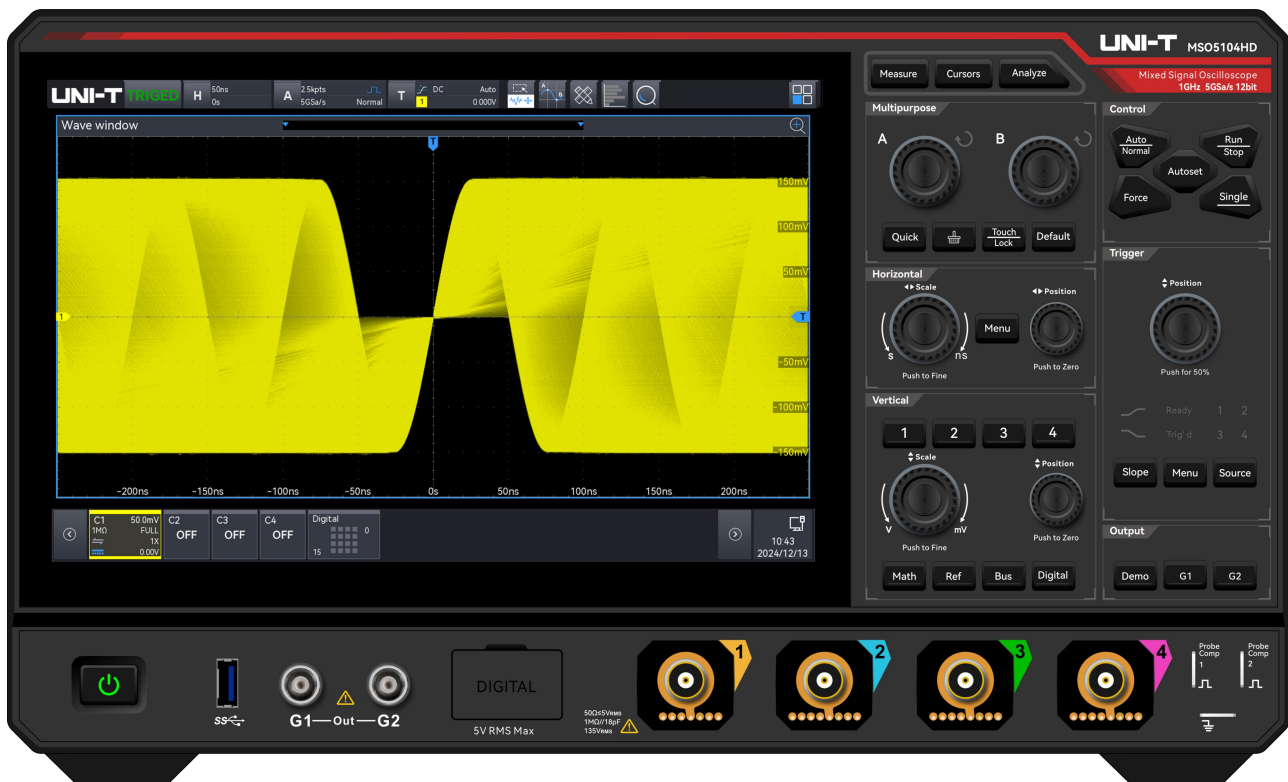 UNI-T MSO5104HD
Mixed Signal Oscilloscope
1GHz 5GSa/s 12bit
UNI-T TRIGED H 50ns 0s A 2.5kpts 5GSa/s Normal T DC 1 Auto 0.000V
Wave window
T
150mV
100mV
50mV
1 T
-50mV
-100mV
-150mV
-200ns -150ns -100ns -50ns 0s 50ns 100ns 150ns 200ns
C1 50.0mV
1MΩ FULL
1X
0.00V
C2 OFF
C3 OFF
C4 OFF
Digital
0
15
10:43
2024/12/13
Measure Cursors Analyze
Multipurpose
A B
Quick Touch Lock Default
Horizontal
Scale Position
s ns
Menu
Push to Fine Push to Zero
Vertical
1 2 3 4
Scale Position
V mV
Push to Fine Push to Zero
Math Ref Bus Digital
Control
Auto Normal
Run Stop
Autoset
Force Single
Trigger
Position
Push for 50%
Ready 1 2
Trig'd 3 4
Slope Menu Source
Output
Demo G1 G2
SS
G1 Out G2
DIGITAL
5V RMS Max
50Ω≤5VRMS
1MΩ//18pF
135VRMS
1 2 3 4
Probe Comp 1
Probe Comp 2